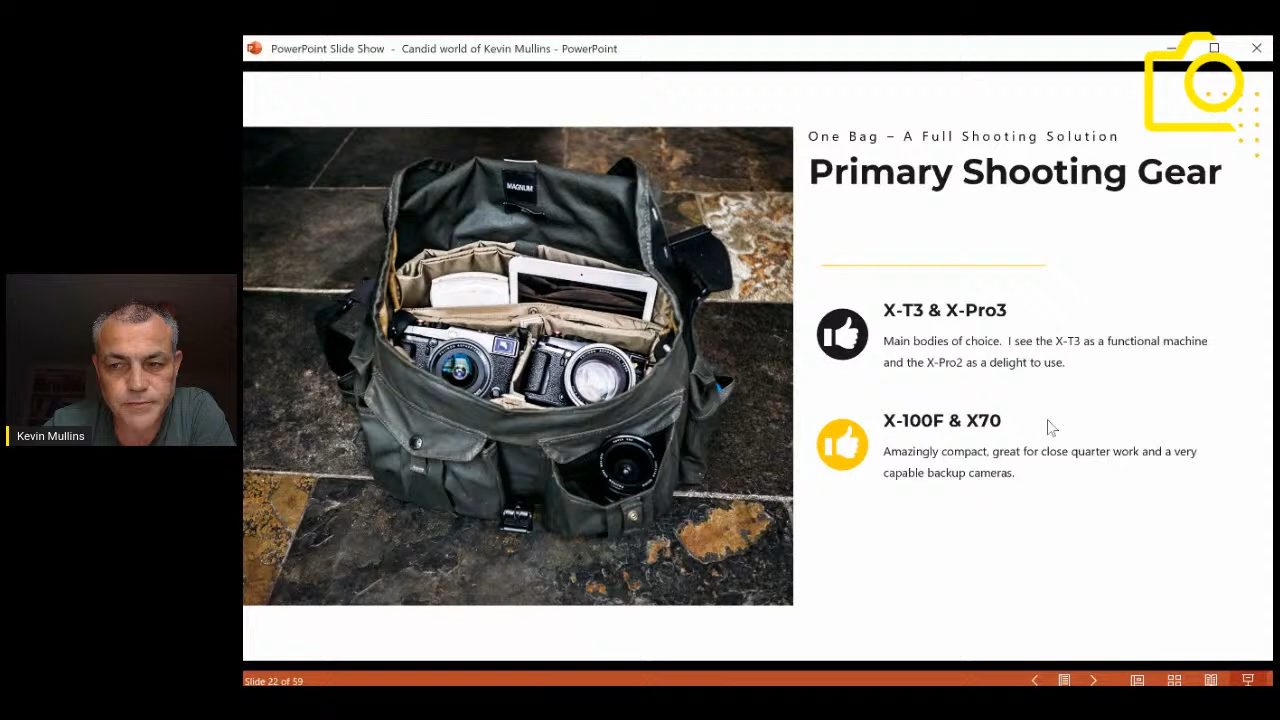 PowerPoint Slide Show - Candid world of Kevin Mullins - PowerPoint
One Bag – A Full Shooting Solution
Primary Shooting Gear
MAGNUM
X-T3 & X-Pro3
Main bodies of choice. I see the X-T3 as a functional machine
and the X-Pro2 as a delight to use.
X-100F & X70
Amazingly compact, great for close quarter work and a very
capable backup cameras.
Kevin Mullins
Slide 22 of 59